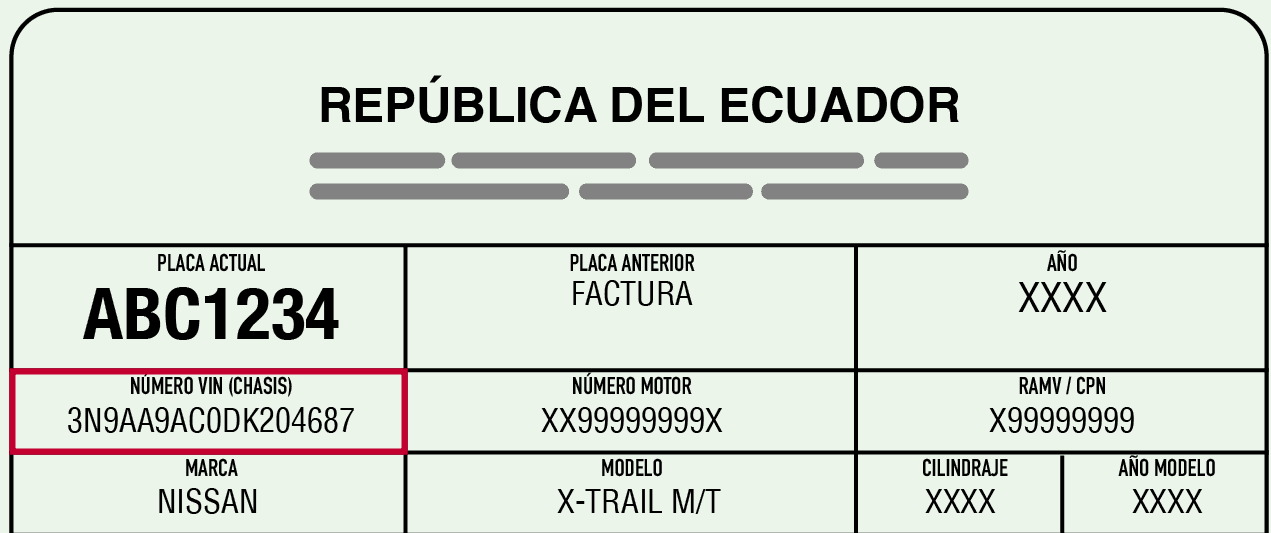 REPÚBLICA DEL ECUADOR
PLACA ACTUAL
ABC1234
PLACA ANTERIOR
FACTURA
AÑO
XXXX
NÚMERO VIN (CHASIS)
3N9AA9AC0DK204687
NÚMERO MOTOR
XX99999999X
RAMV / CPN
X99999999
MARCA
NISSAN
MODELO
X-TRAIL M/T
CILINDRAJE
XXXX
AÑO MODELO
XXXX